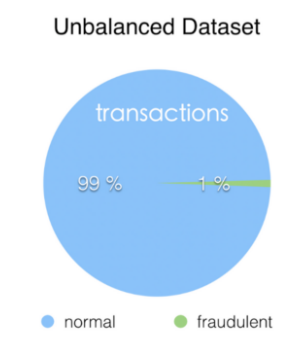 Unbalanced Dataset
transactions
99 % 1 %
normal fraudulent